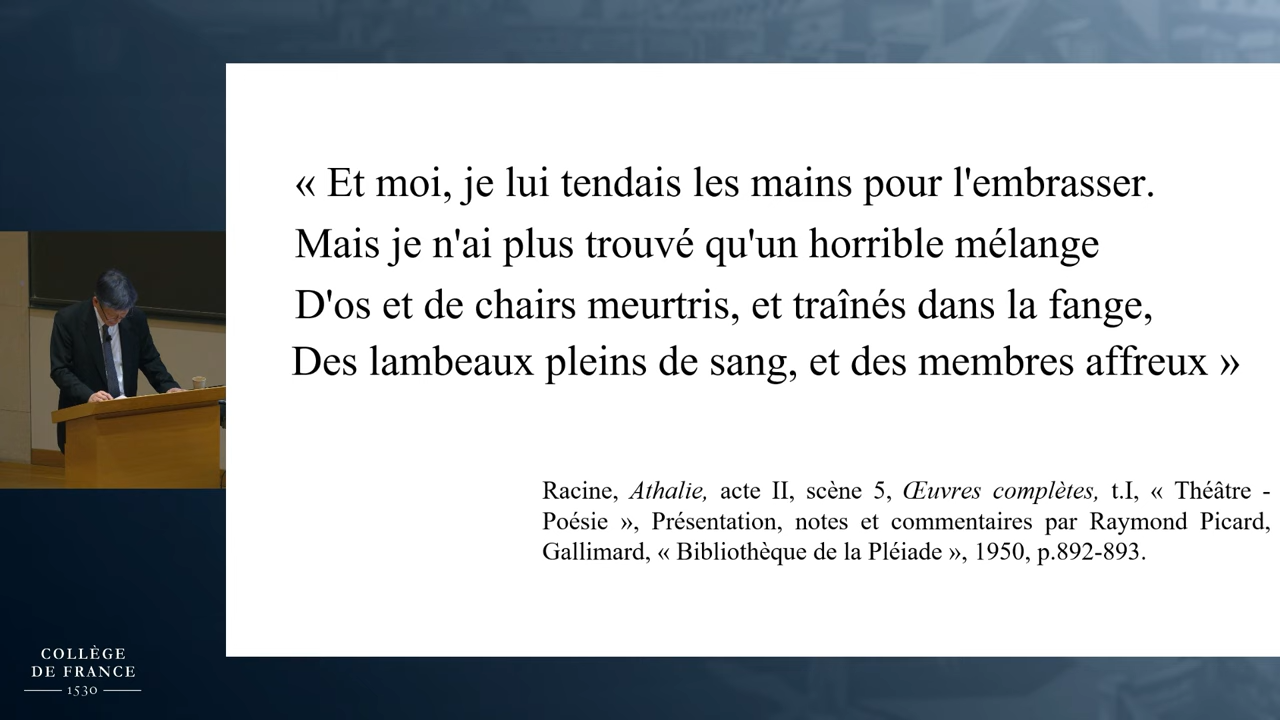 « Et moi, je lui tendais les mains pour l'embrasser.
Mais je n'ai plus trouvé qu'un horrible mélange
D'os et de chairs meurtris, et traînés dans la fange,
Des lambeaux pleins de sang, et des membres affreux »
Racine, Athalie, acte II, scène 5, Œuvres complètes, t.I, « Théâtre -
Poésie », Présentation, notes et commentaires par Raymond Picard,
Gallimard, « Bibliothèque de la Pléiade », 1950, p.892-893.
COLLÈGE
DE FRANCE
1530